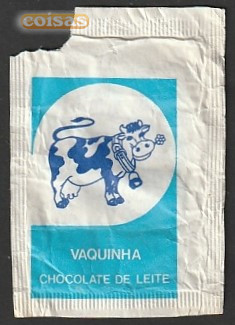 coisas
VAQUINHA
CHOCOLATE DE LEITE